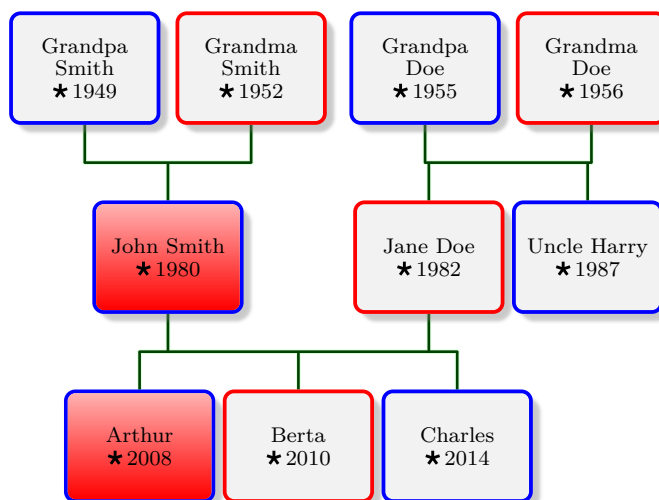 Grandpa
Smith
★1949
Grandma
Smith
★1952
Grandpa
Doe
★1955
Grandma
Doe
★1956
John Smith
★1980
Jane Doe
★1982
Uncle Harry
★1987
Arthur
★2008
Berta
★2010
Charles
★2014